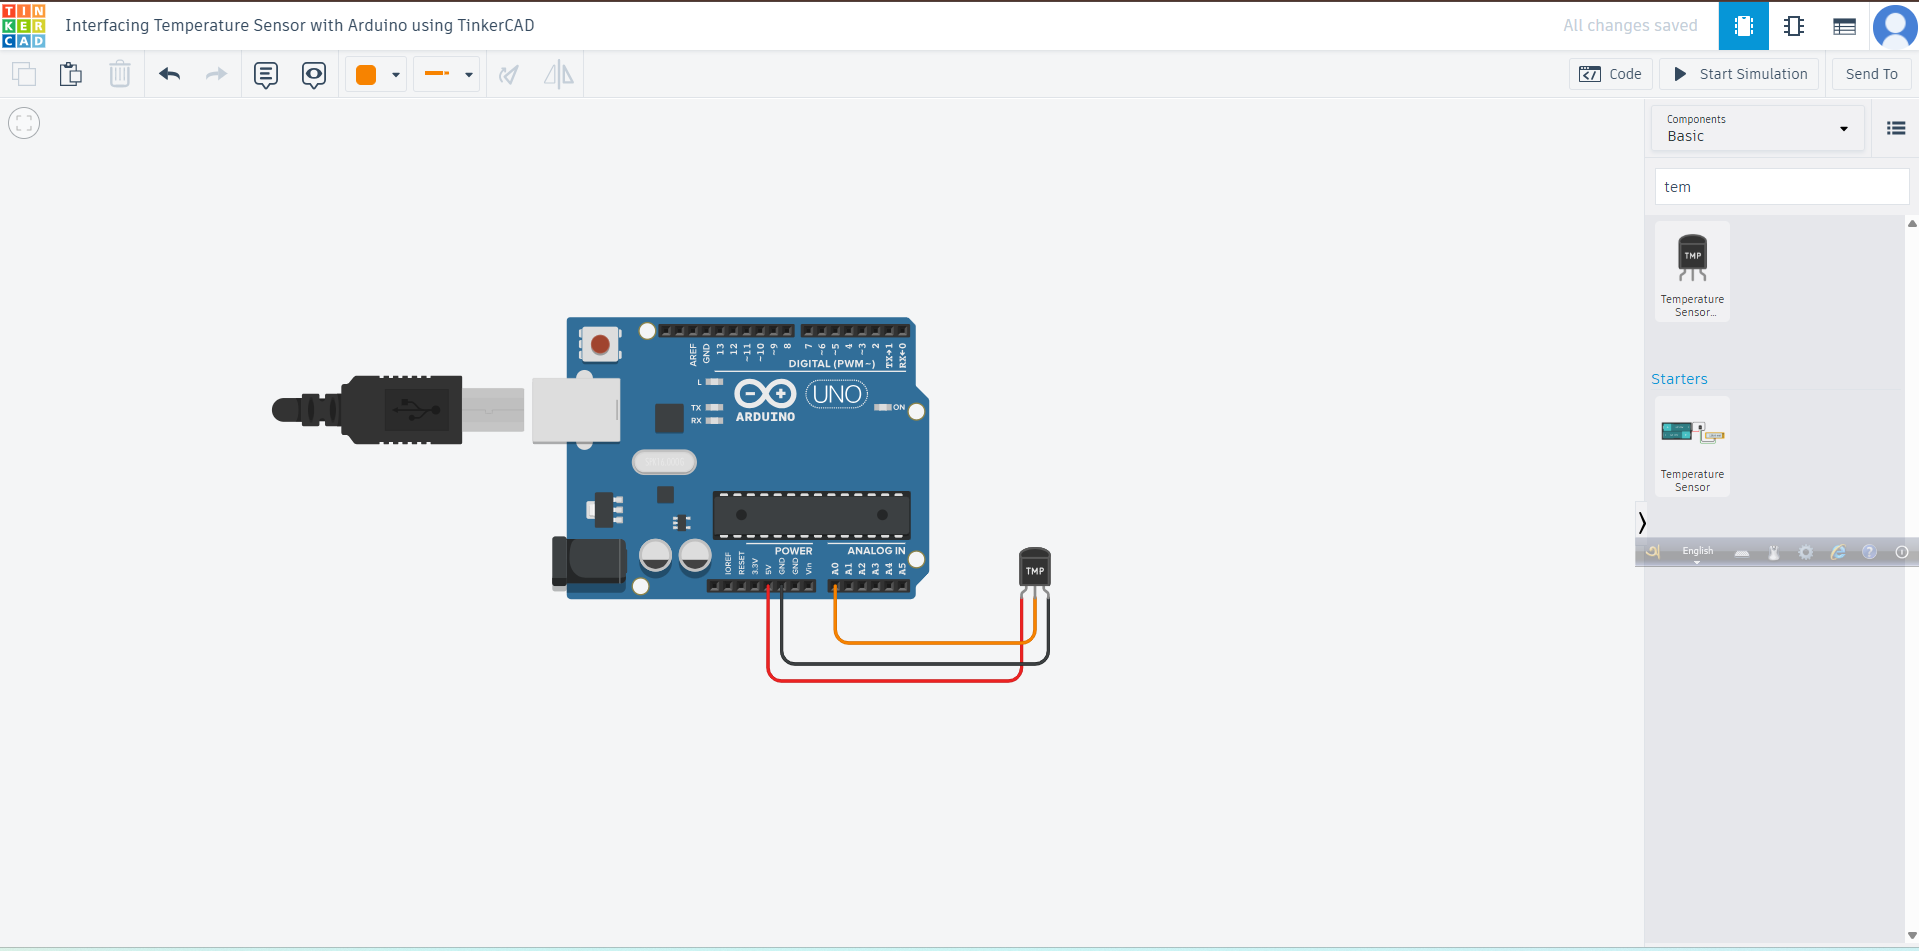 TIN
KER
CAD
Interfacing Temperature Sensor with Arduino using TinkerCAD
All changes saved
Code
Start Simulation
Send To
Components
Basic
tem
TMP
Temperature
Sensor...
Starters
Temperature
Sensor
English
AREF
GND
13
12
~11
~10
~9
8
7
~6
~5
4
~3
2
TX→1
RX←0
DIGITAL (PWM~)
L
TX
RX
ARDUINO
UNO
ON
POWER
ANALOG IN
IOREF
RESET
3.3V
5V
GND
GND
Vin
A0
A1
A2
A3
A4
A5
TMP